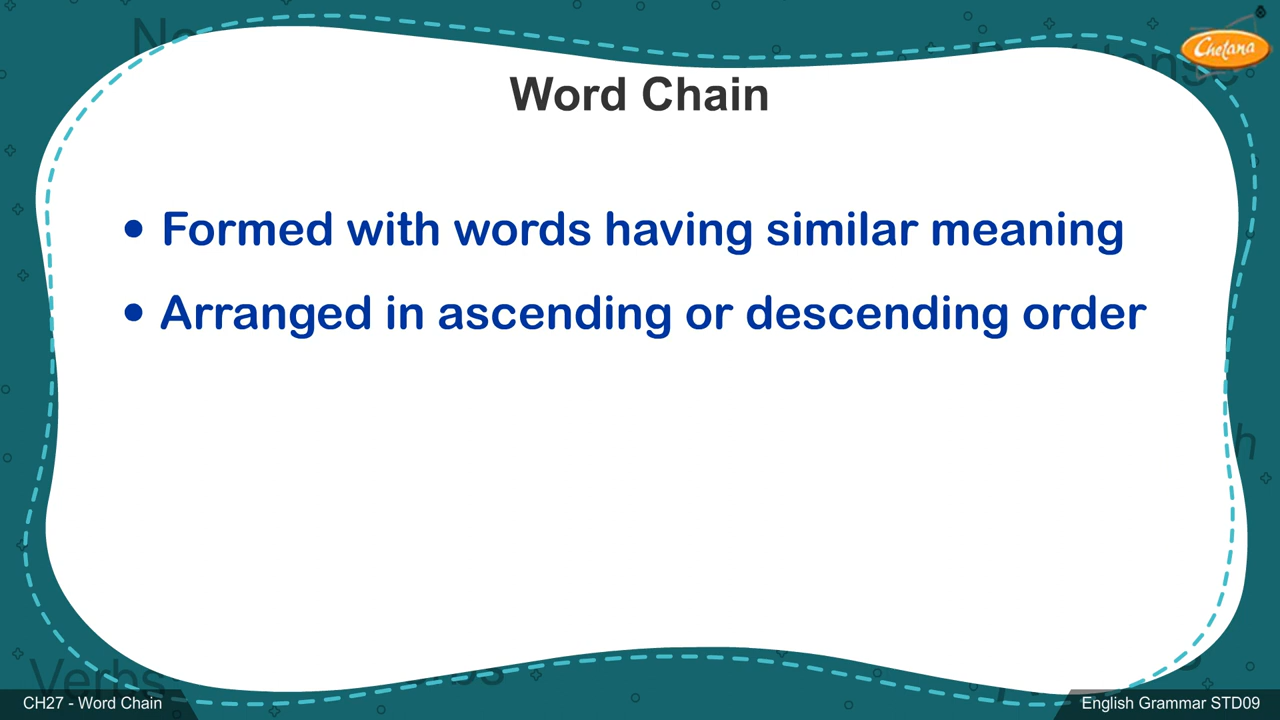 Chetana
Word Chain
• Formed with words having similar meaning
• Arranged in ascending or descending order
Verbs
CH27 - Word Chain
English Grammar STD09